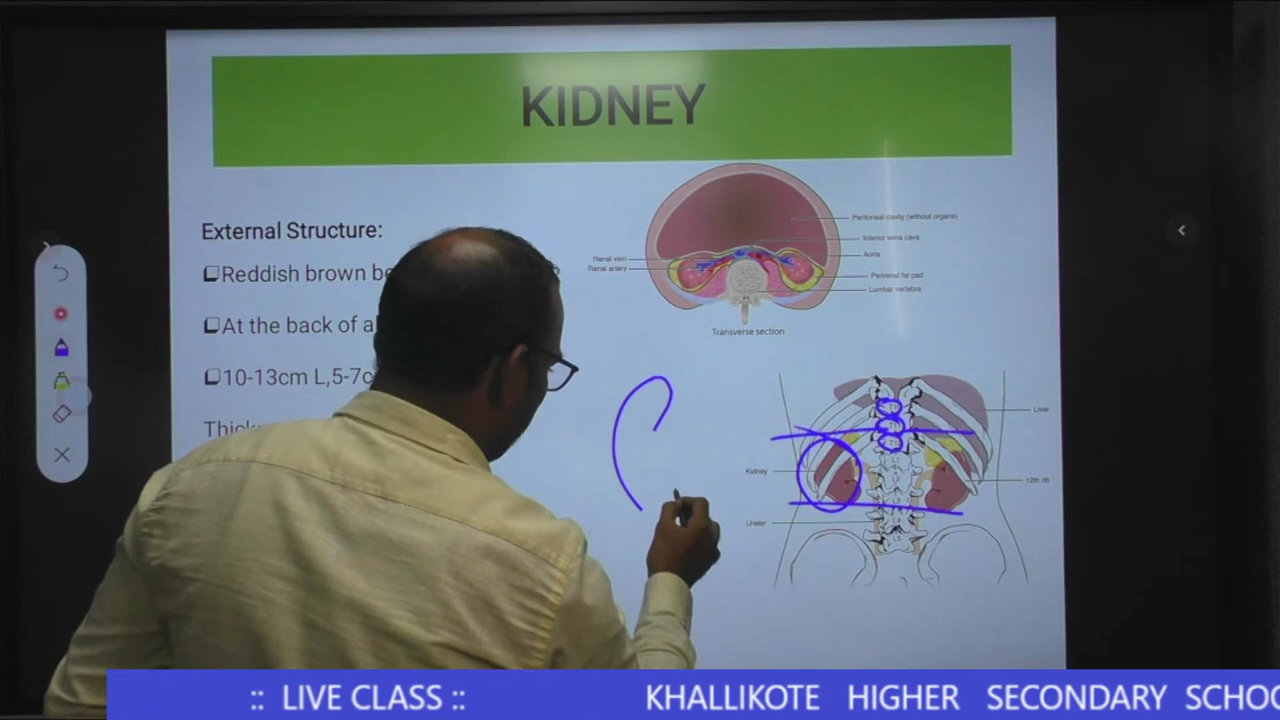 KIDNEY
External Structure:
Reddish brown be
At the back of a
10-13cm L,5-7c
Thick
Peritoneal cavity (without organs)
Inferior vena cava
Renal vein
Aorta
Renal artery
Perirenal fat pad
Lumbar vertebra
Transverse section
Liver
Kidney
12th rib
Ureter
:: LIVE CLASS :: KHALLIKOTE HIGHER SECONDARY SCHOO